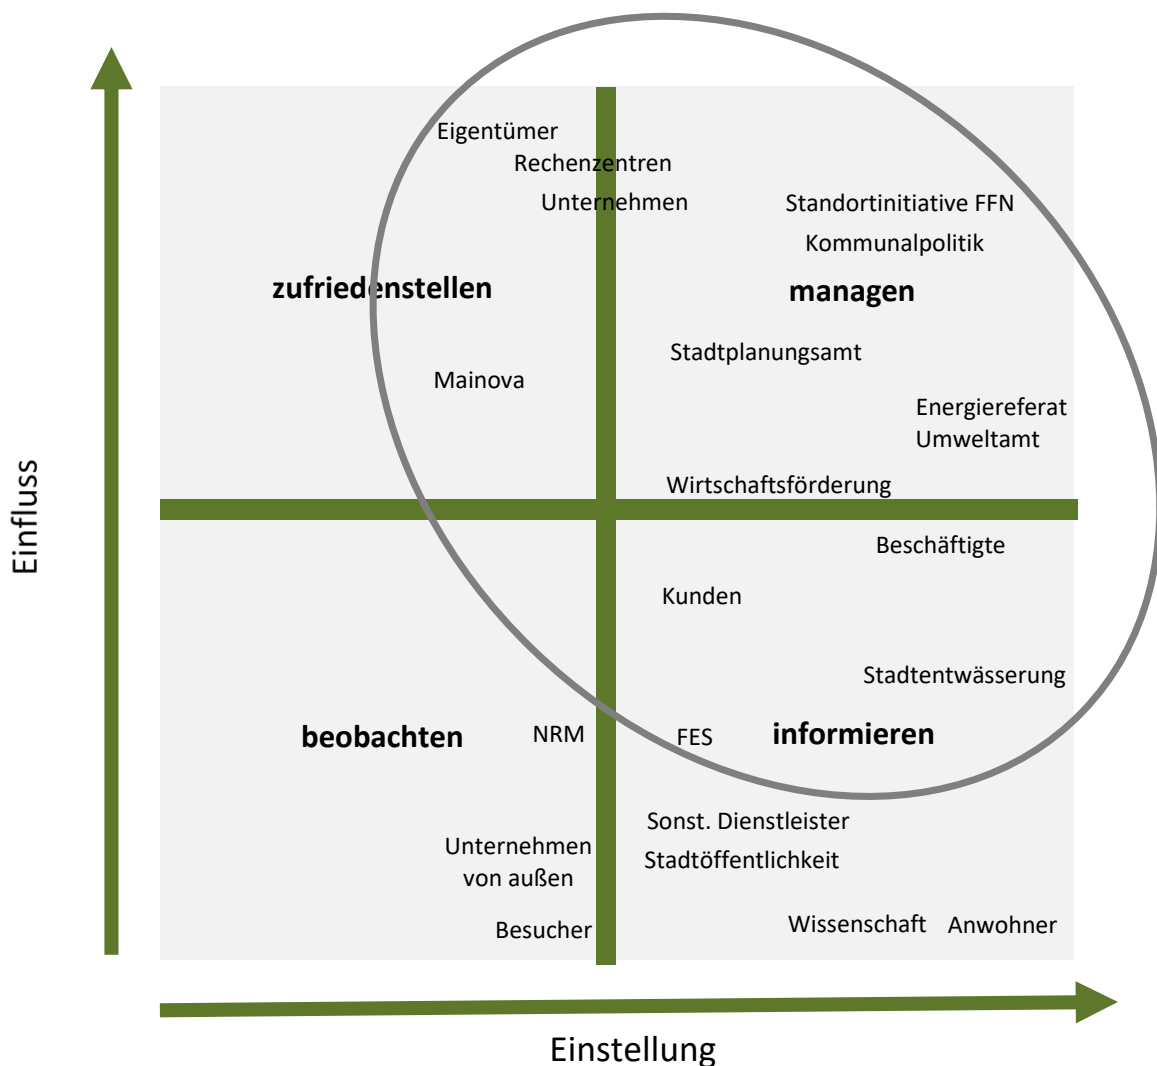 Eigentümer
Rechenzentren
Unternehmen
Standortinitiative FFN
Kommunalpolitik
zufriedenstellen
managen
Stadtplanungsamt
Mainova
Energiereferat
Umweltamt
Wirtschaftsförderung
Einfluss
Beschäftigte
Kunden
Stadtentwässerung
beobachten
NRM
FES
informieren
Sonst. Dienstleister
Unternehmen
von außen
Stadtöffentlichkeit
Besucher
Wissenschaft
Anwohner
Einstellung